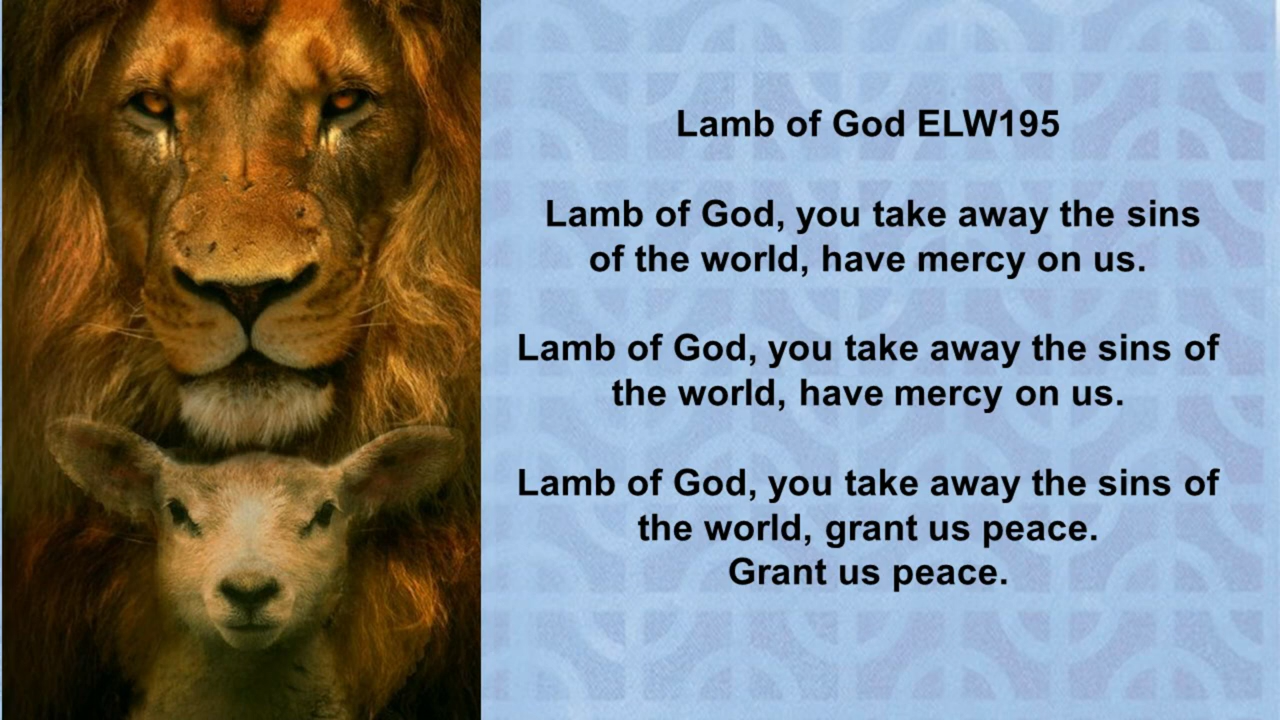 Lamb of God ELW195
Lamb of God, you take away the sins
of the world, have mercy on us.
Lamb of God, you take away the sins of
the world, have mercy on us.
Lamb of God, you take away the sins of
the world, grant us peace.
Grant us peace.